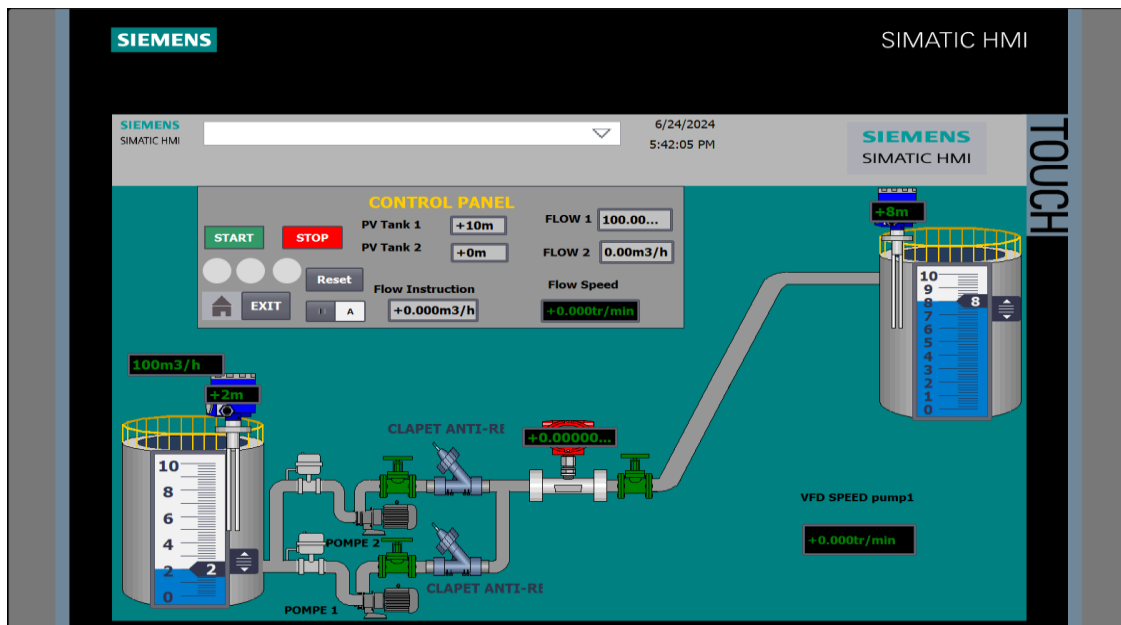 SIEMENS
SIMATIC HMI
TOUCH
SIEMENS
SIMATIC HMI
6/24/2024
5:42:05 PM
SIEMENS
SIMATIC HMI
CONTROL PANEL
START
STOP
PV Tank 1
+10m
FLOW 1
100.00...
PV Tank 2
+0m
FLOW 2
0.00m3/h
Reset
Flow Instruction
Flow Speed
EXIT
A
+0.000m3/h
+0.000tr/min
+8m
10
9
8
8
7
6
5
4
3
2
1
0
100m3/h
+2m
10
8
6
4
2
2
0
CLAPET ANTI-RE
+0.00000...
POMPE 2
CLAPET ANTI-RE
POMPE 1
VFD SPEED pump1
+0.000tr/min